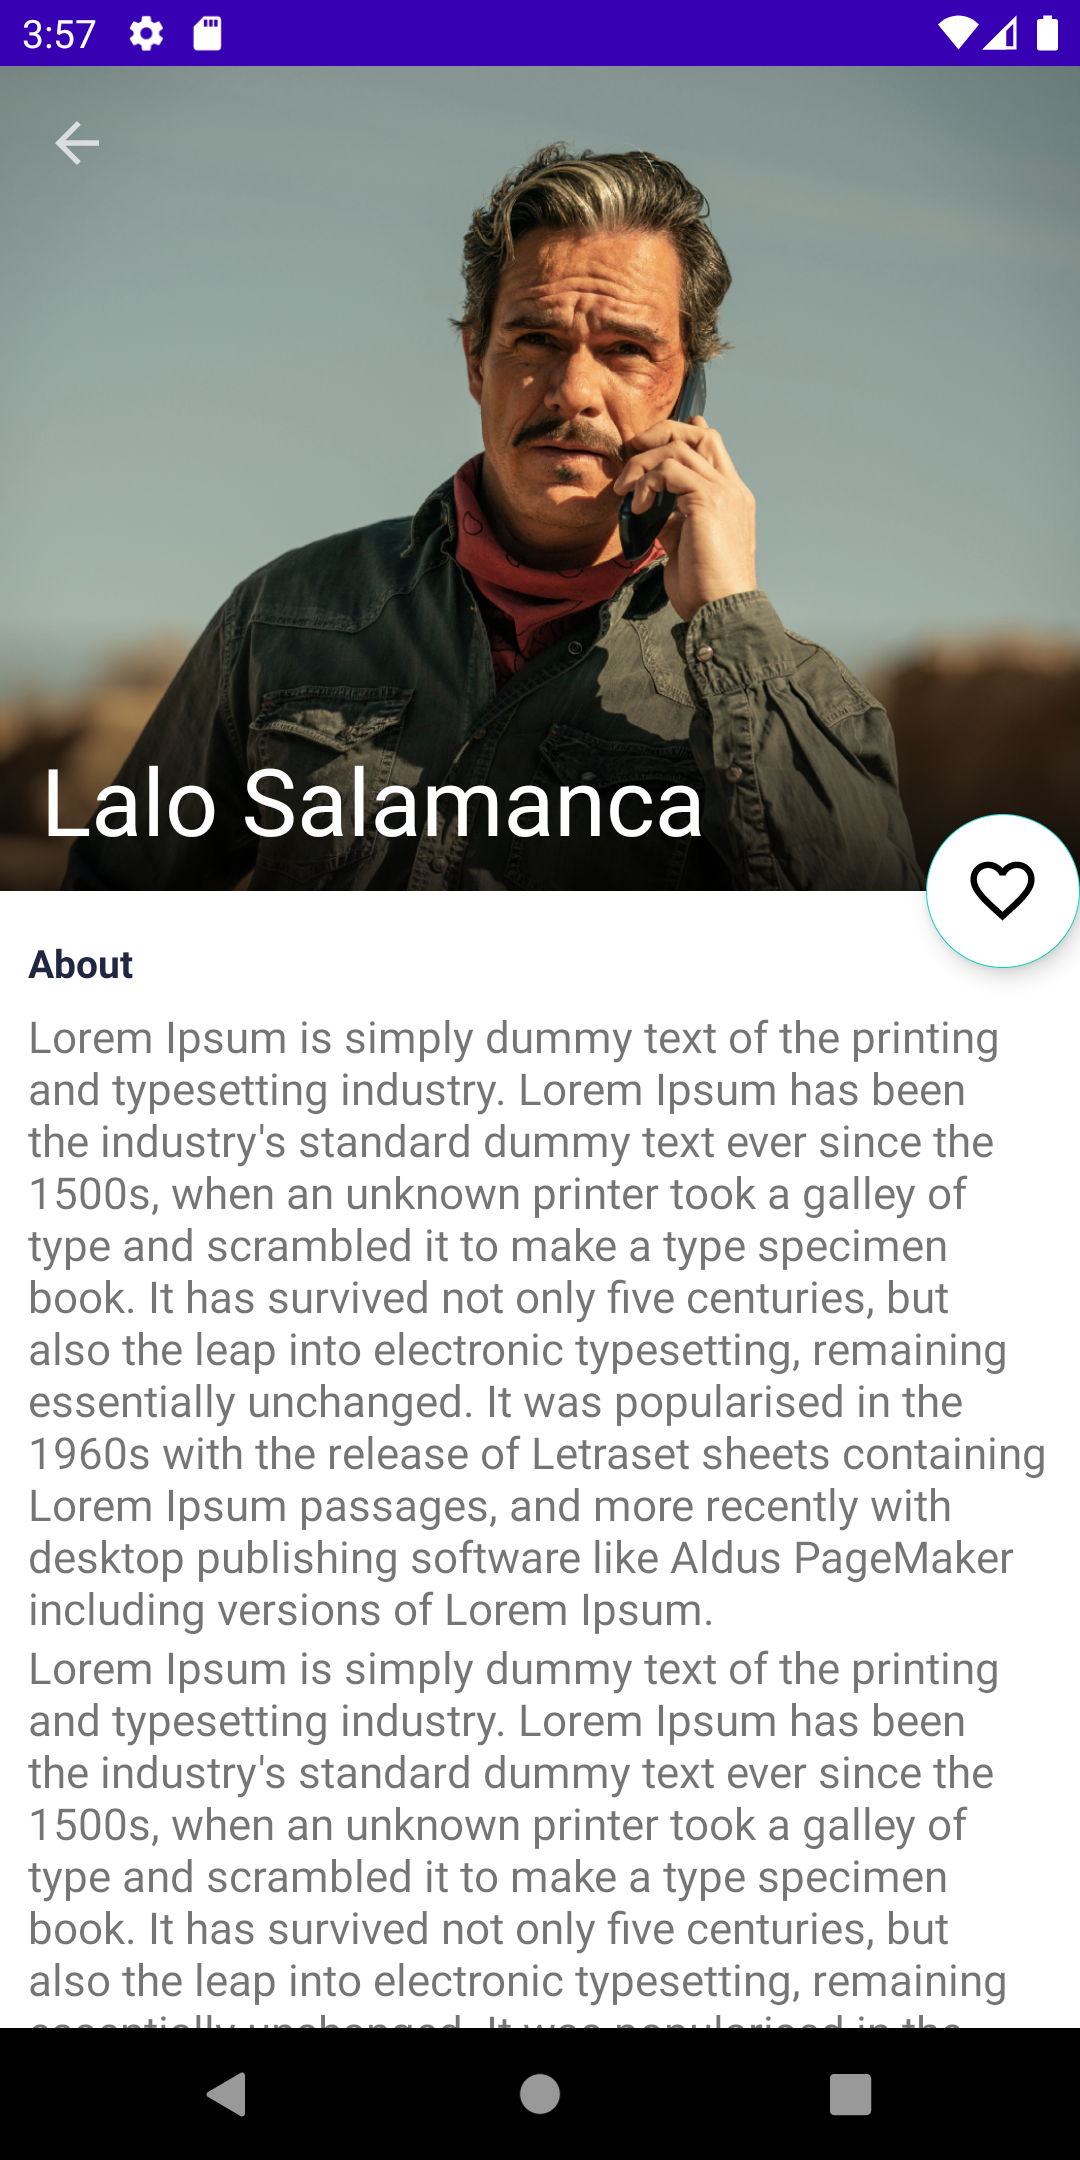 3:57
Lalo Salamanca
About
Lorem Ipsum is simply dummy text of the printing
and typesetting industry. Lorem Ipsum has been
the industry's standard dummy text ever since the
1500s, when an unknown printer took a galley of
type and scrambled it to make a type specimen
book. It has survived not only five centuries, but
also the leap into electronic typesetting, remaining
essentially unchanged. It was popularised in the
1960s with the release of Letraset sheets containing
Lorem Ipsum passages, and more recently with
desktop publishing software like Aldus PageMaker
including versions of Lorem Ipsum.
Lorem Ipsum is simply dummy text of the printing
and typesetting industry. Lorem Ipsum has been
the industry's standard dummy text ever since the
1500s, when an unknown printer took a galley of
type and scrambled it to make a type specimen
book. It has survived not only five centuries, but
also the leap into electronic typesetting, remaining
essentially unchanged. It was popularised in the